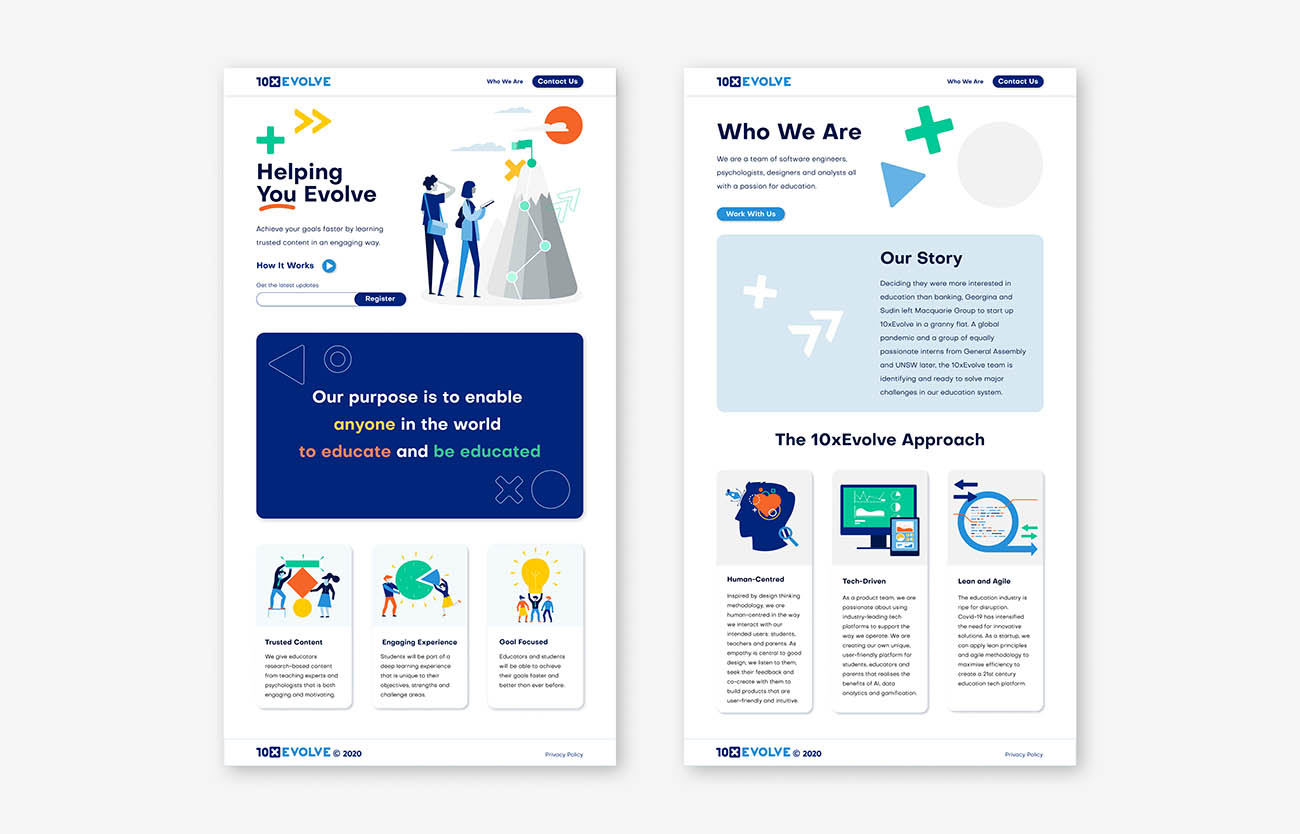 10XEVOLVE
Who We Are
Contact Us
Helping
You Evolve
Achieve your goals faster by learning
trusted content in an engaging way.
How It Works
Get the latest updates
Register
Our purpose is to enable
anyone in the world
to educate and be educated
Trusted Content
We give educators
research-based content
from teaching experts and
psychologists that is both
engaging and motivating.
Engaging Experience
Students will be part of a
deep learning experience
that is unique to their
objectives, strengths and
challenge areas.
Goal Focused
Educators and students
will be able to achieve
their goals faster and
better than ever before.
10XEVOLVE © 2020
Privacy Policy
10XEVOLVE
Who We Are
Contact Us
Who We Are
We are a team of software engineers,
psychologists, designers and analysts all
with a passion for education.
Work With Us
Our Story
Deciding they were more interested in
education than banking, Georgina and
Sudin left Macquarie Group to start up
10xEvolve in a granny flat. A global
pandemic and a group of equally
passionate interns from General Assembly
and UNSW later, the 10xEvolve team is
identifying and ready to solve major
challenges in our education system.
The 10xEvolve Approach
Human-Centred
Inspired by design thinking
methodology, we are
human-centred in the way
we interact with our
intended users: students,
teachers and parents. As
empathy is central to good
design, we listen to them,
seek their feedback and
co-create with them to
build products that are
user-friendly and intuitive.
Tech-Driven
As a product team, we are
passionate about using
industry-leading tech
platforms to support the
way we operate. We are
creating our own unique,
user-friendly platform for
students, educators and
parents that realises the
benefits of AI, data
analytics and gamification.
Lean and Agile
The education industry is
ripe for disruption.
Covid-19 has intensified
the need for innovative
solutions. As a startup, we
can apply lean principles
and agile methodology to
maximise efficiency to
create a 21st century
education tech platform.
10XEVOLVE © 2020
Privacy Policy